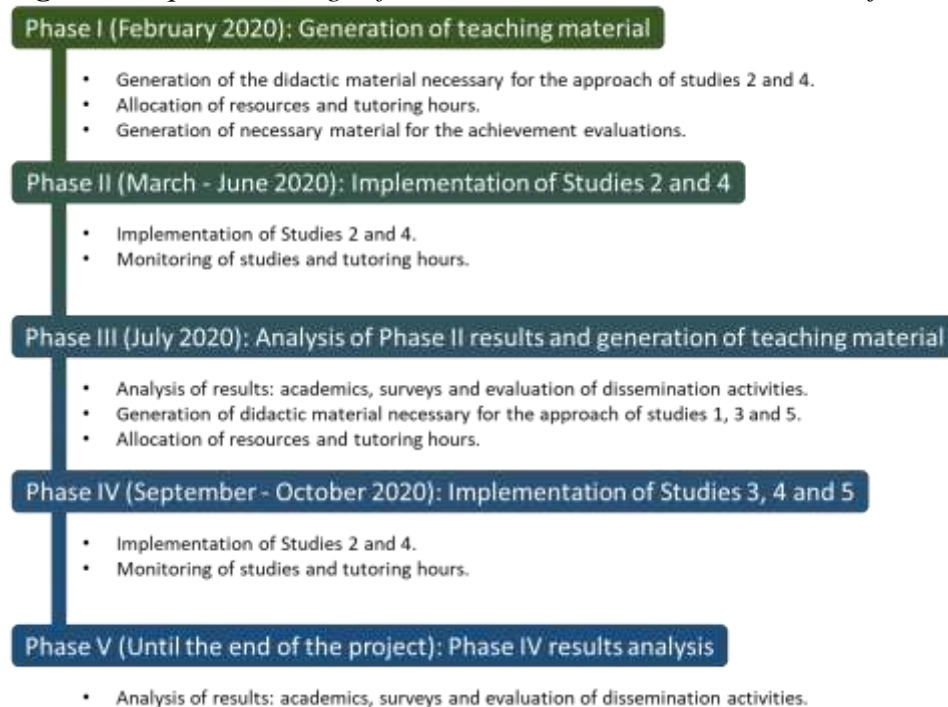 Phase I (February 2020): Generation of teaching material
• Generation of the didactic material necessary for the approach of studies 2 and 4.
• Allocation of resources and tutoring hours.
• Generation of necessary material for the achievement evaluations.
Phase II (March - June 2020): Implementation of Studies 2 and 4
• Implementation of Studies 2 and 4.
• Monitoring of studies and tutoring hours.
Phase III (July 2020): Analysis of Phase II results and generation of teaching material
• Analysis of results: academics, surveys and evaluation of dissemination activities.
• Generation of didactic material necessary for the approach of studies 1, 3 and 5.
• Allocation of resources and tutoring hours.
Phase IV (September - October 2020): Implementation of Studies 3, 4 and 5
• Implementation of Studies 2 and 4.
• Monitoring of studies and tutoring hours.
Phase V (Until the end of the project): Phase IV results analysis
• Analysis of results: academics, surveys and evaluation of dissemination activities.